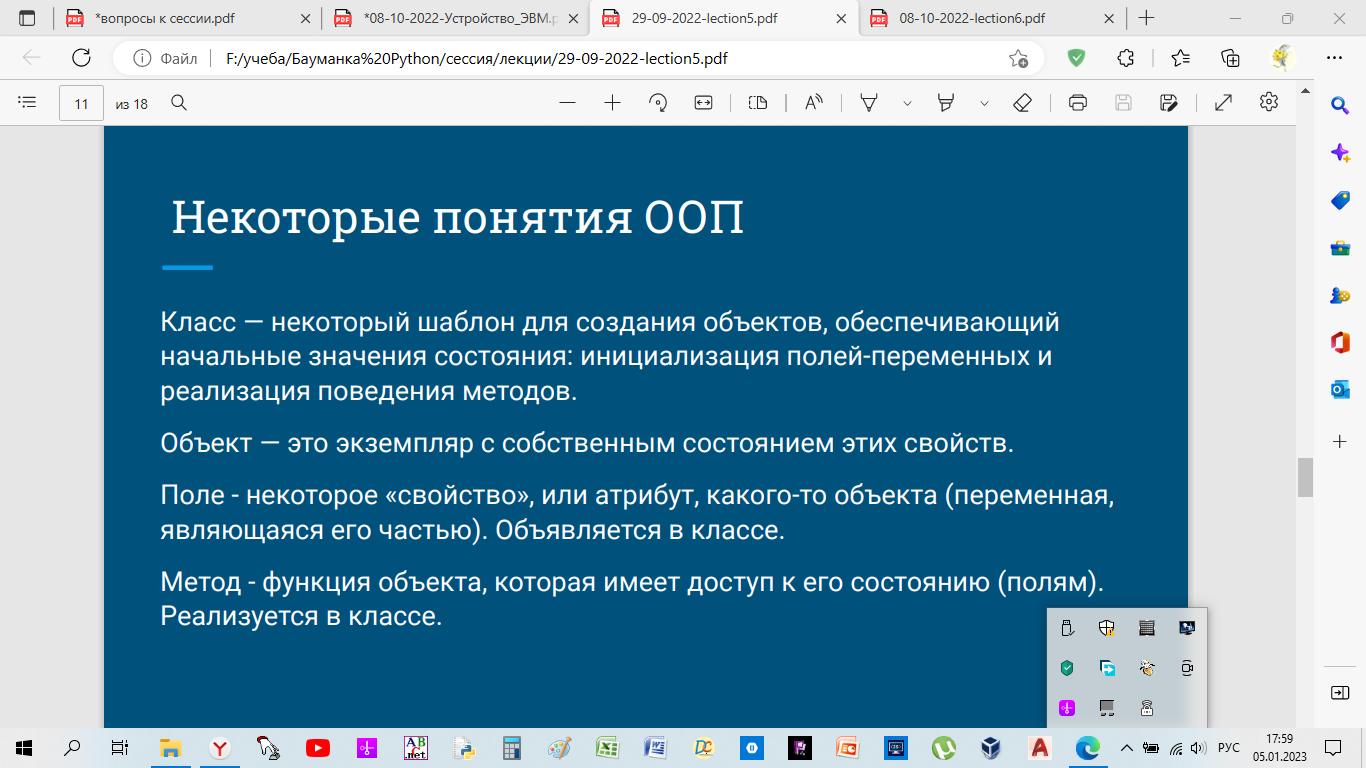 *вопросы к сессии.pdf
*08-10-2022-Устройство_ЭВМ.p
29-09-2022-lection5.pdf
08-10-2022-lection6.pdf
Файл
F:/учеба/Бауманка%20Python/сессия/лекции/29-09-2022-lection5.pdf
11
из 18
Некоторые понятия ООП
Класс — некоторый шаблон для создания объектов, обеспечивающий
начальные значения состояния: инициализация полей-переменных и
реализация поведения методов.
Объект — это экземпляр с собственным состоянием этих свойств.
Поле - некоторое «свойство», или атрибут, какого-то объекта (переменная,
являющаяся его частью). Объявляется в классе.
Метод - функция объекта, которая имеет доступ к его состоянию (полям).
Реализуется в классе.
РУС
17:59
05.01.2023